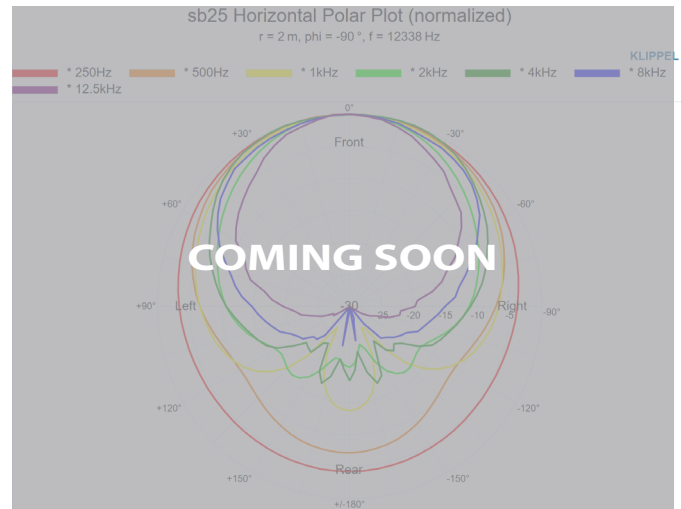 sb25 Horizontal Polar Plot (normalized)
r = 2 m, phi = -90 °, f = 12338 Hz
KLIPPEL
* 250Hz * 500Hz * 1kHz * 2kHz * 4kHz * 8kHz
* 12.5kHz
0°
+30° -30°
Front
+60° -60°
COMING SOON
+90° Left -30 -25 -20 -15 -10 -5 Right -90°
+120° -120°
Rear
+150° -150°
+/-180°